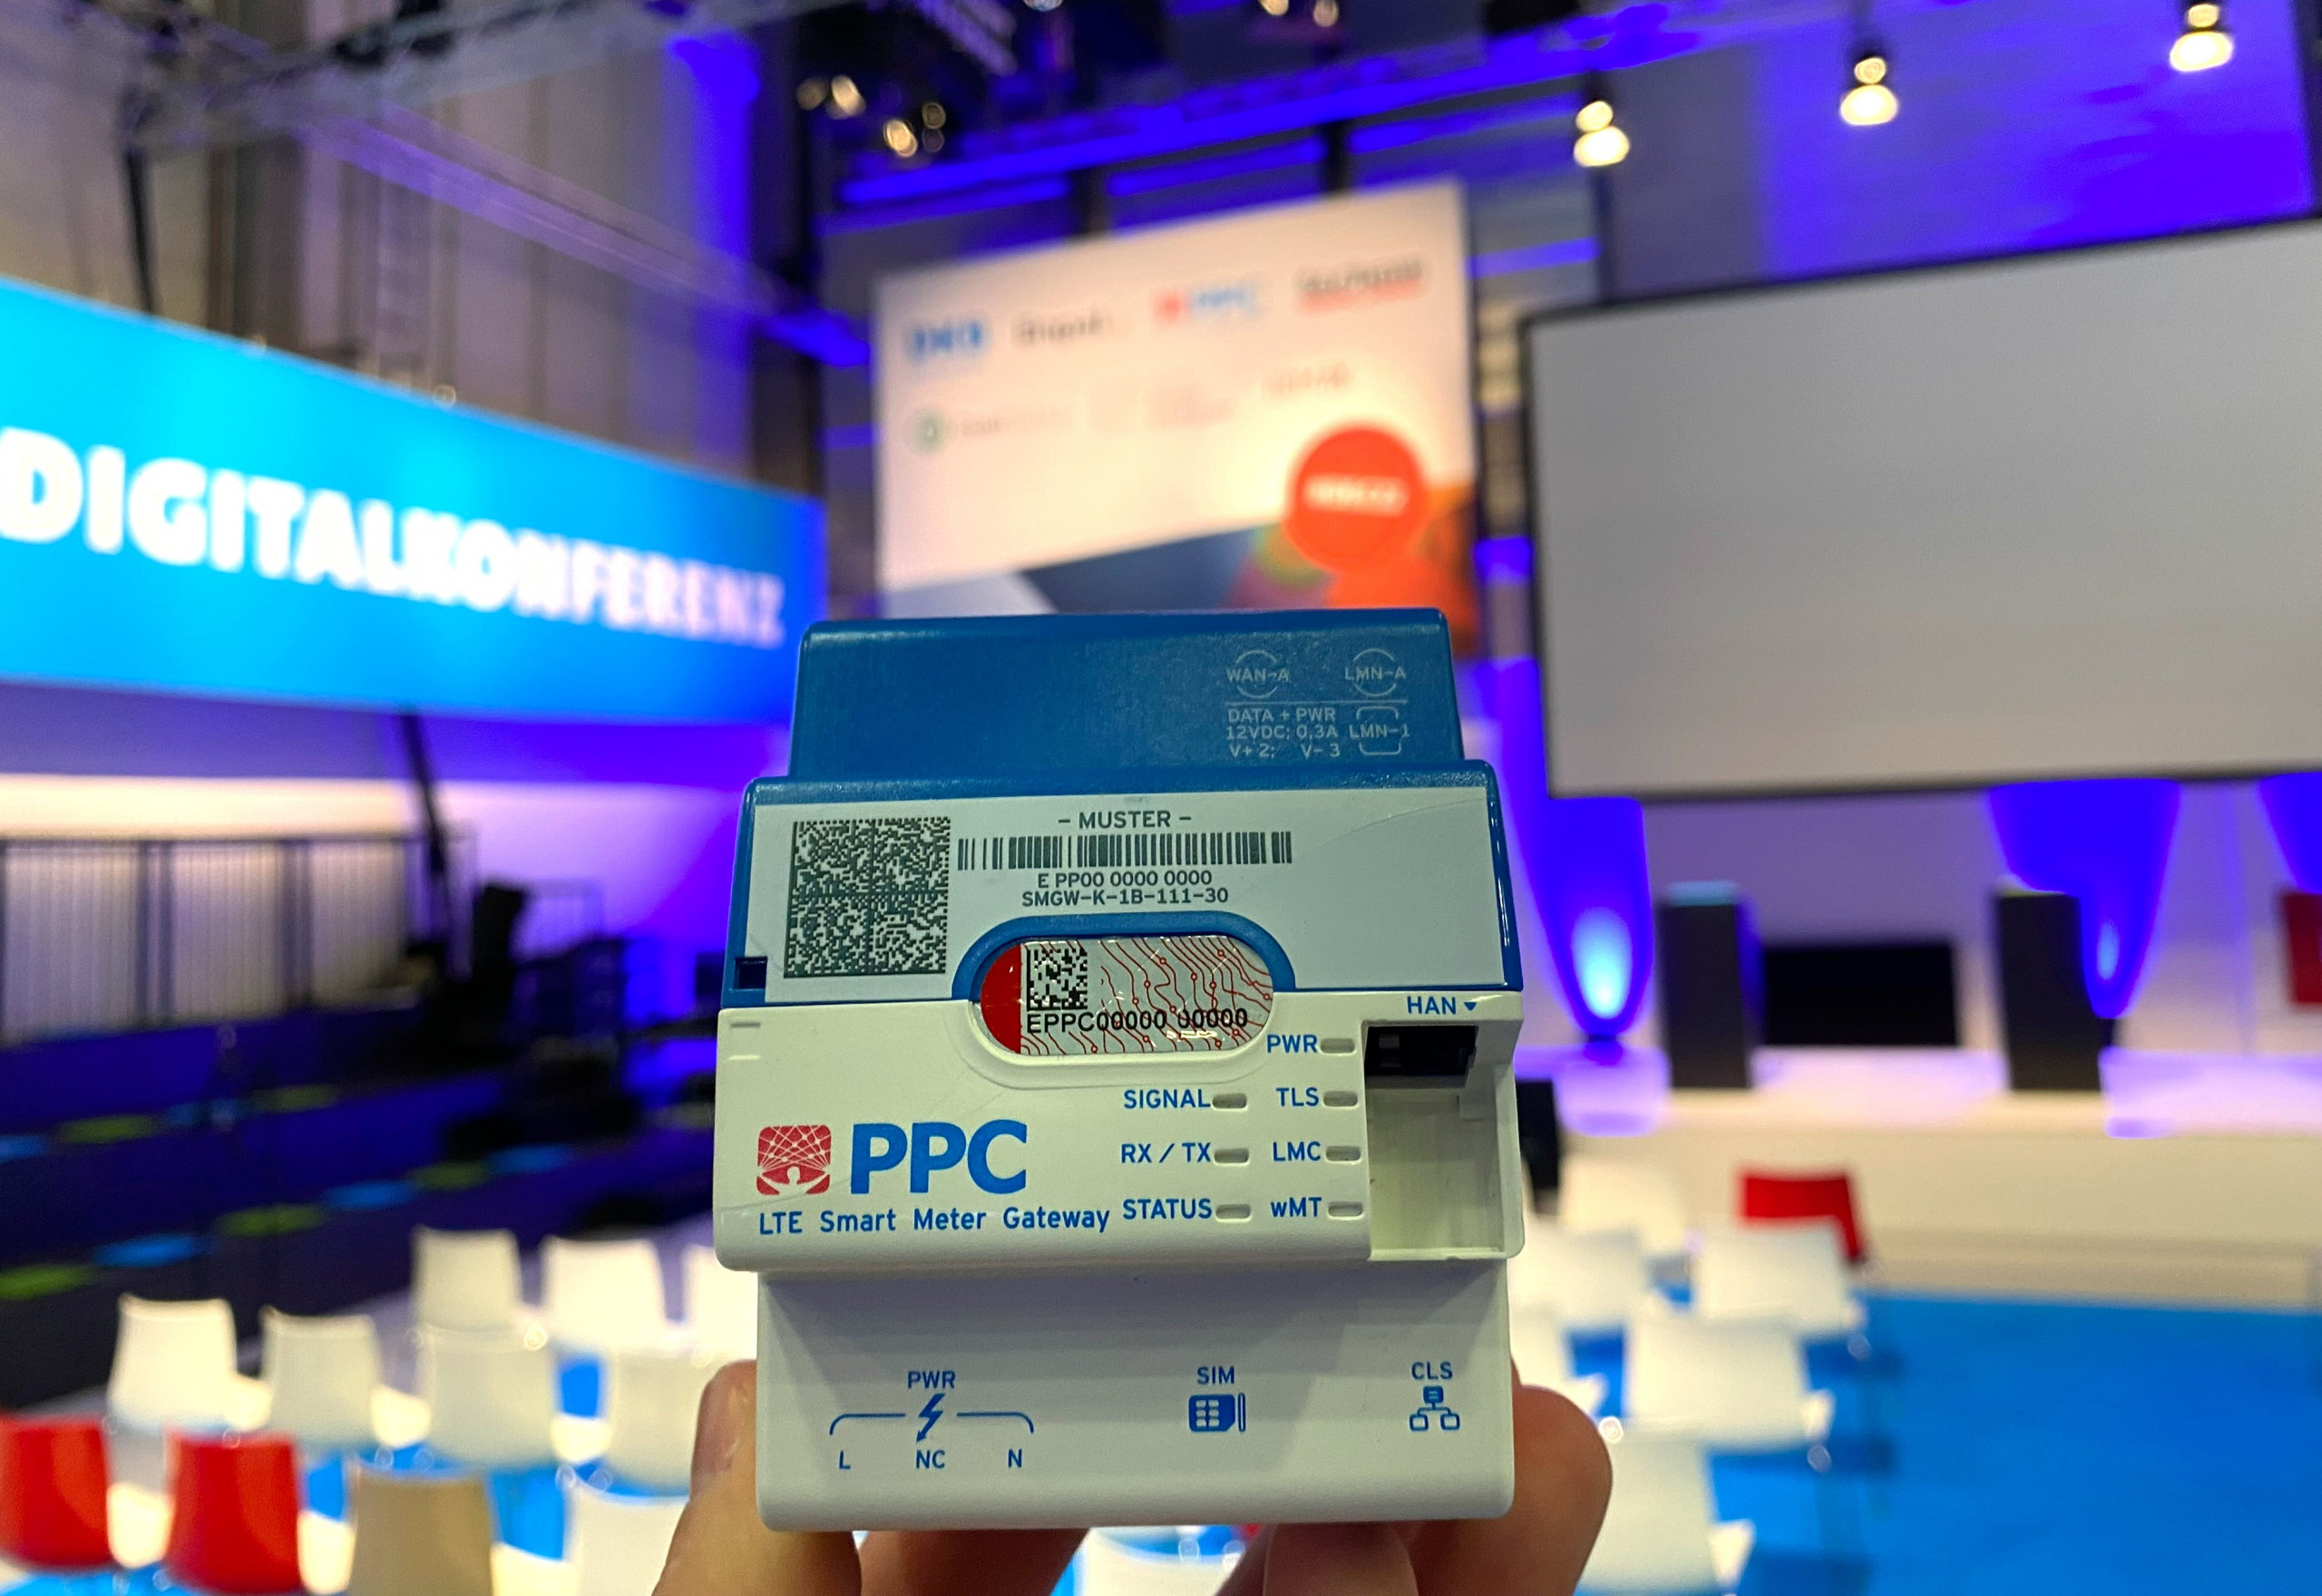 DIGITALKONFERENZ
PPC
WAN-A LMN-A
DATA + PWR
12VDC; 0,3A LMN-1
V+ 2; V- 3
- MUSTER -
E PP00 0000 0000
SMGW-K-1B-111-30
EPPC00000 00000
HAN
PWR
SIGNAL TLS
RX / TX LMC
STATUS wMT
PPC
LTE Smart Meter Gateway
PWR SIM CLS
L NC N